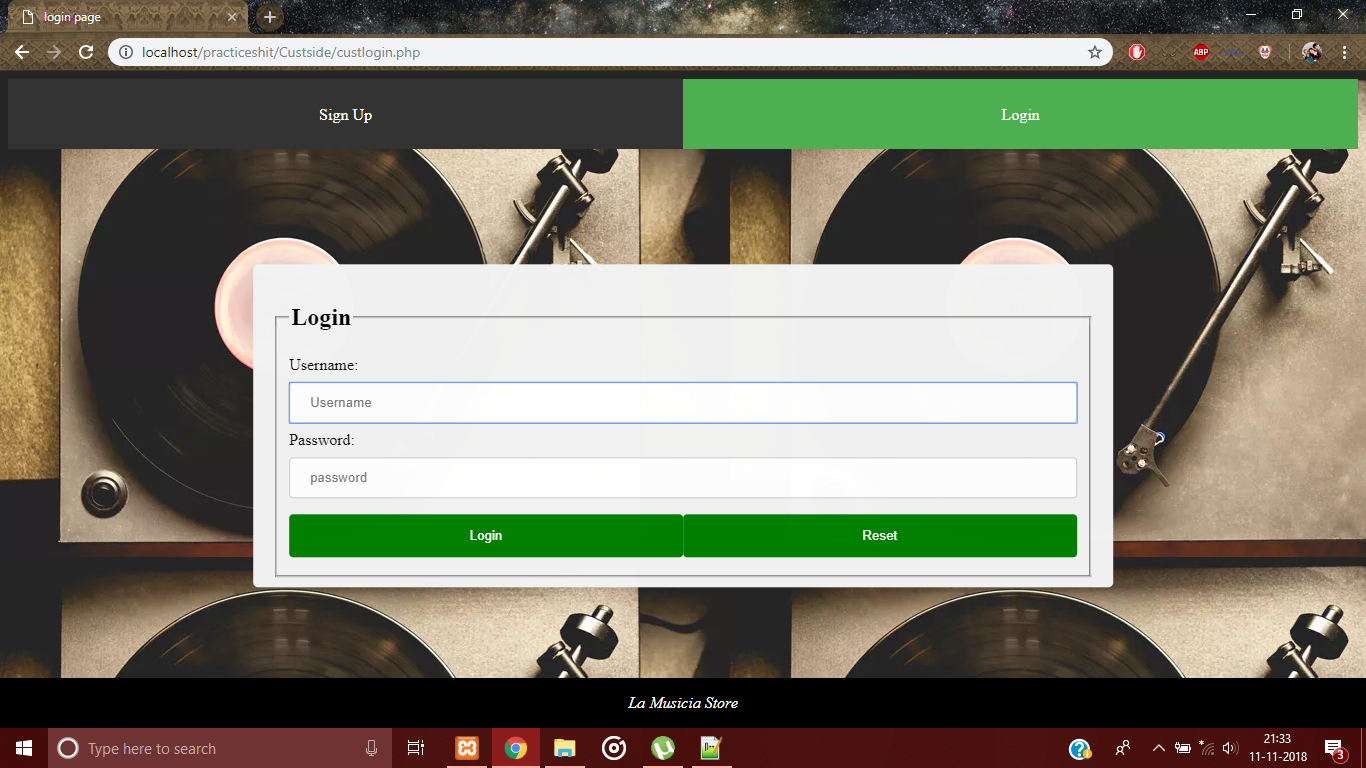 login page
localhost/practiceshit/Custside/custlogin.php
ABP
Sign Up
Login
Login
Username:
Username
Password:
password
Login
Reset
La Musicia Store
Type here to search
21:33
11-11-2018
3